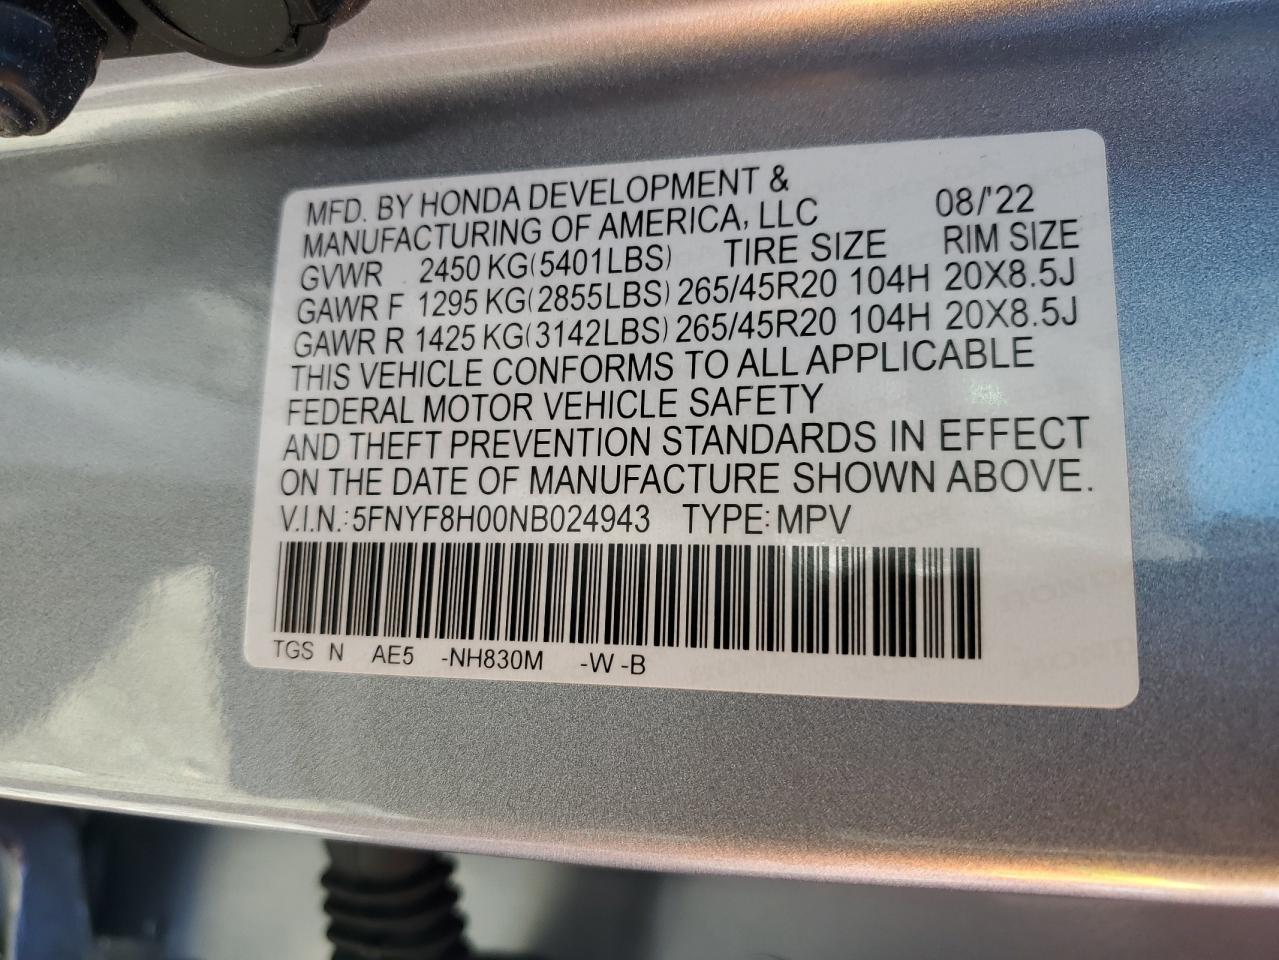 MFD. BY HONDA DEVELOPMENT &
MANUFACTURING OF AMERICA, LLC 08/'22
GVWR 2450 KG(5401LBS) TIRE SIZE RIM SIZE
GAWR F 1295 KG(2855LBS) 265/45R20 104H 20X8.5J
GAWR R 1425 KG(3142LBS) 265/45R20 104H 20X8.5J
THIS VEHICLE CONFORMS TO ALL APPLICABLE
FEDERAL MOTOR VEHICLE SAFETY
AND THEFT PREVENTION STANDARDS IN EFFECT
ON THE DATE OF MANUFACTURE SHOWN ABOVE.
V.I.N.: 5FNYF8H00NB024943 TYPE: MPV
TGS N AE5 -NH830M -W -B